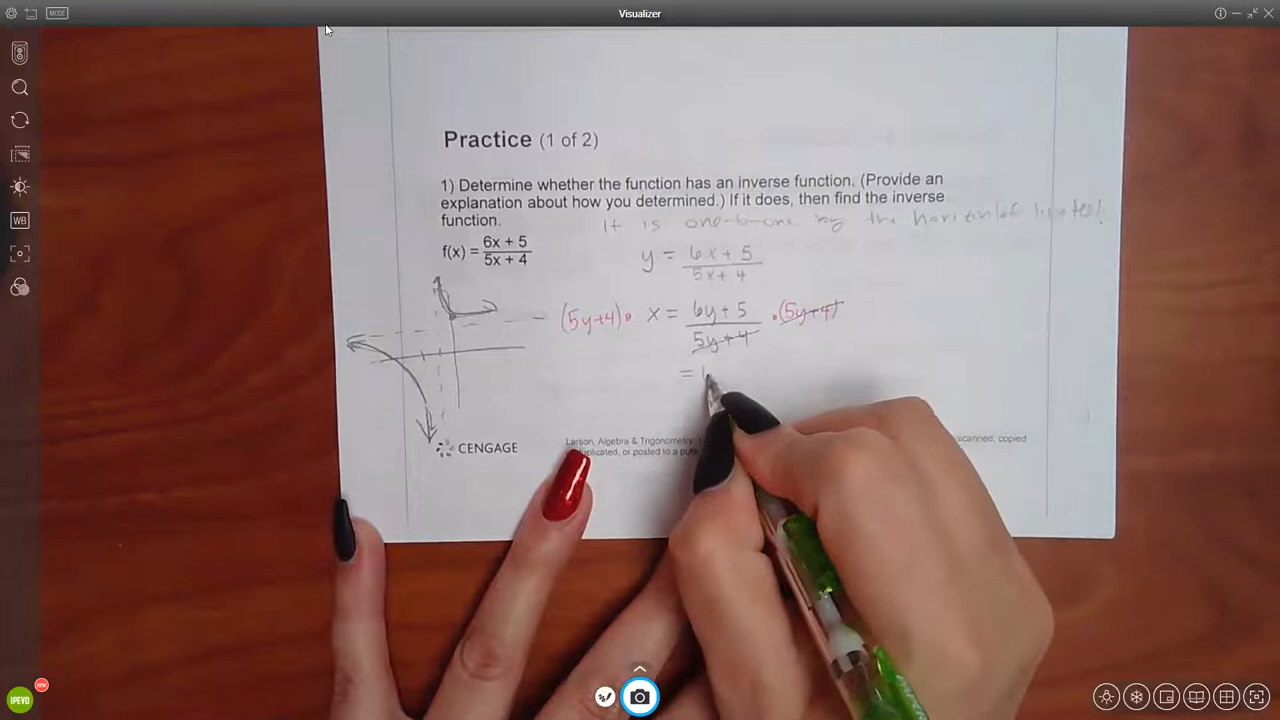 MODE
Visualizer
WB
Practice (1 of 2)
1) Determine whether the function has an inverse function. (Provide an
explanation about how you determined.) If it does, then find the inverse
function.
It is one-to-one by the horizontal
f(x) = 6x + 5 / 5x + 4
y = 6x + 5 / 5x + 4
(5y+4)• x = 6y + 5 / 5y+4 •(5y+4)
=
CENGAGE
Larson, Algebra & Trigonometry,
scanned, copied
duplicated, or posted to a
IPEVO